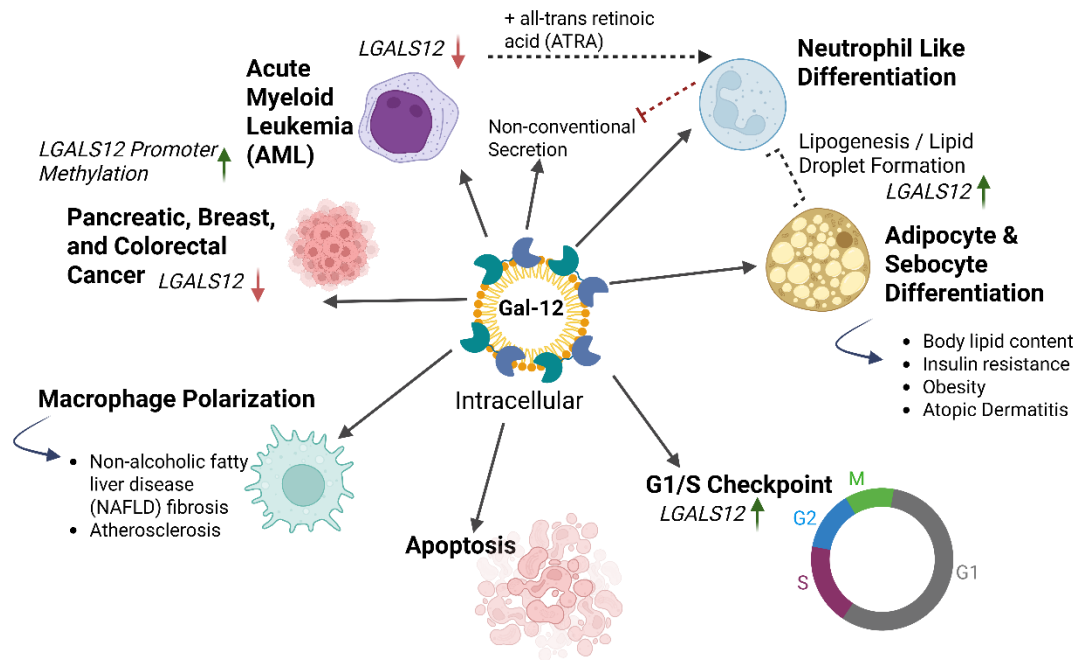 + all-trans retinoic
acid (ATRA)
LGALS12
Acute
Myeloid
Leukemia
(AML)
Neutrophil Like
Differentiation
Non-conventional
Secretion
LGALS12 Promoter
Methylation
Lipogenesis / Lipid
Droplet Formation
LGALS12
Pancreatic, Breast,
and Colorectal
Cancer
LGALS12
Adipocyte &
Sebocyte
Differentiation
Gal-12
Intracellular
• Body lipid content
• Insulin resistance
• Obesity
• Atopic Dermatitis
Macrophage Polarization
• Non-alcoholic fatty
liver disease
(NAFLD) fibrosis
• Atherosclerosis
Apoptosis
G1/S Checkpoint
LGALS12
M
G2
S
G1